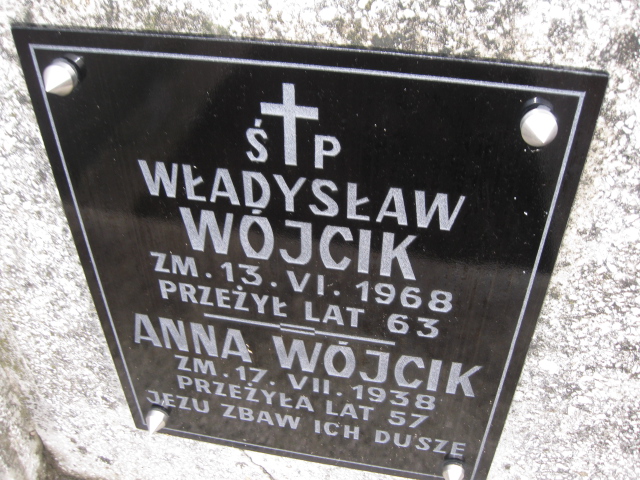 Ś P
WŁADYSŁAW
WÓJCIK
ZM. 13. VI. 1968
PRZEŻYŁ LAT 63
ANNA WÓJCIK
ZM. 17. VII. 1938
PRZEŻYŁA LAT 57
JEZU ZBAW ICH DUSZE